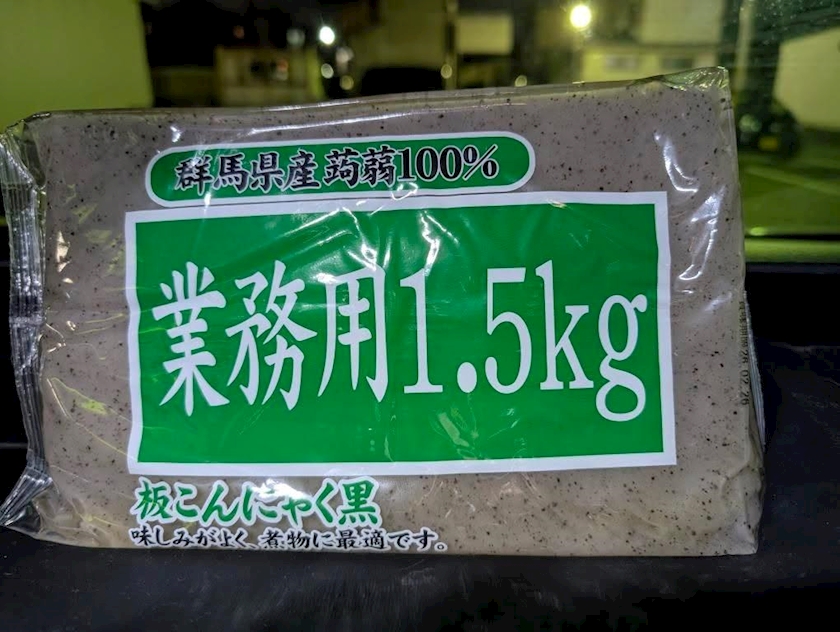 群馬県産蒟蒻100%
業務用1.5kg
板こんにゃく黒
味しみがよく、煮物に最適です。